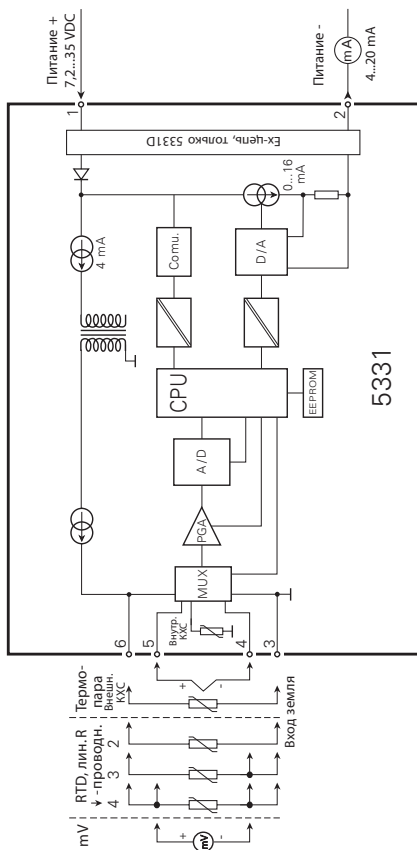 Питание +
7,2...35 VDC
Питание -
mA
4...20 mA
1
2
Ex-цепь, только 5331D
4 mA
0...16
mA
Comu.
D/A
CPU
EEPROM
5331
A/D
PGA
MUX
Внутр.
КХС
6
5
4
3
Термо-
пара
Внешн.
КХС
+
-
RTD, лин. R
-проводн.
2
3
4
Вход земля
mV
+
-
mV